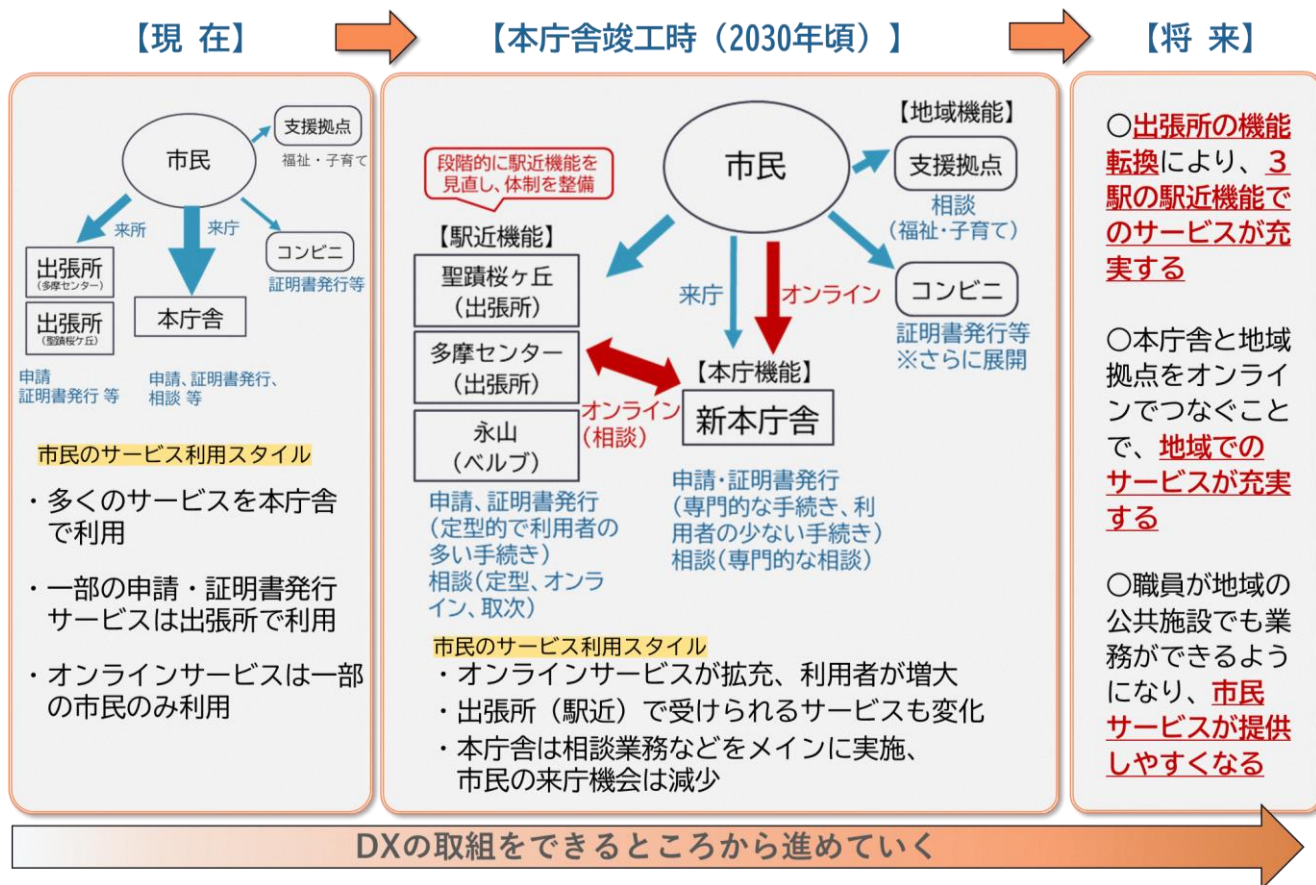 【現 在】
【本庁舎竣工時（2030年頃）】
【将 来】
市民
支援拠点
福祉・子育て
来所
来庁
コンビニ
証明書発行等
出張所
(多摩センター)
出張所
(聖蹟桜ケ丘)
本庁舎
申請
証明書発行 等
申請、証明書発行、
相談 等
市民のサービス利用スタイル
・多くのサービスを本庁舎
で利用
・一部の申請・証明書発行
サービスは出張所で利用
・オンラインサービスは一部
の市民のみ利用
段階的に駅近機能を
見直し、体制を整備
市民
【地域機能】
支援拠点
相談
(福祉・子育て)
コンビニ
証明書発行等
※さらに展開
【駅近機能】
聖蹟桜ヶ丘
(出張所)
多摩センター
(出張所)
永山
(ベルブ)
来庁
オンライン
オンライン
(相談)
【本庁機能】
新本庁舎
申請、証明書発行
(定型的で利用者の
多い手続き)
相談(定型、オンラ
イン、取次)
申請・証明書発行
(専門的な手続き、利
用者の少ない手続き)
相談(専門的な相談)
市民のサービス利用スタイル
・オンラインサービスが拡充、利用者が増大
・出張所（駅近）で受けられるサービスも変化
・本庁舎は相談業務などをメインに実施、
市民の来庁機会は減少
○出張所の機能
転換により、３
駅の駅近機能で
のサービスが充
実する
○本庁舎と地域
拠点をオンライ
ンでつなぐこと
で、地域での
サービスが充実
する
○職員が地域の
公共施設でも業
務ができるよう
になり、市民
サービスが提供
しやすくなる
DXの取組をできるところから進めていく